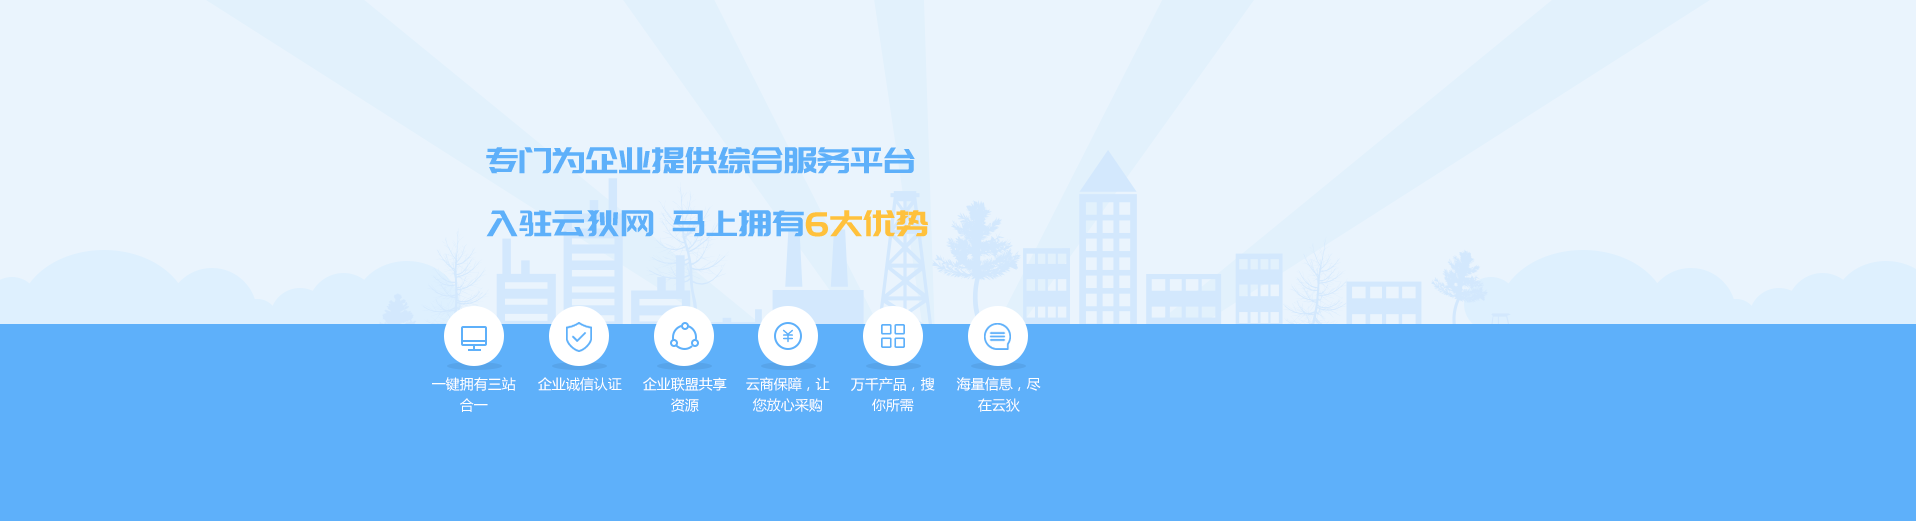 专门为企业提供综合服务平台
入驻云狄网 马上拥有6大优势
一键拥有三站
合一
企业诚信认证
企业联盟共享
资源
云商保障，让
您放心采购
万千产品，搜
你所需
海量信息，尽
在云狄